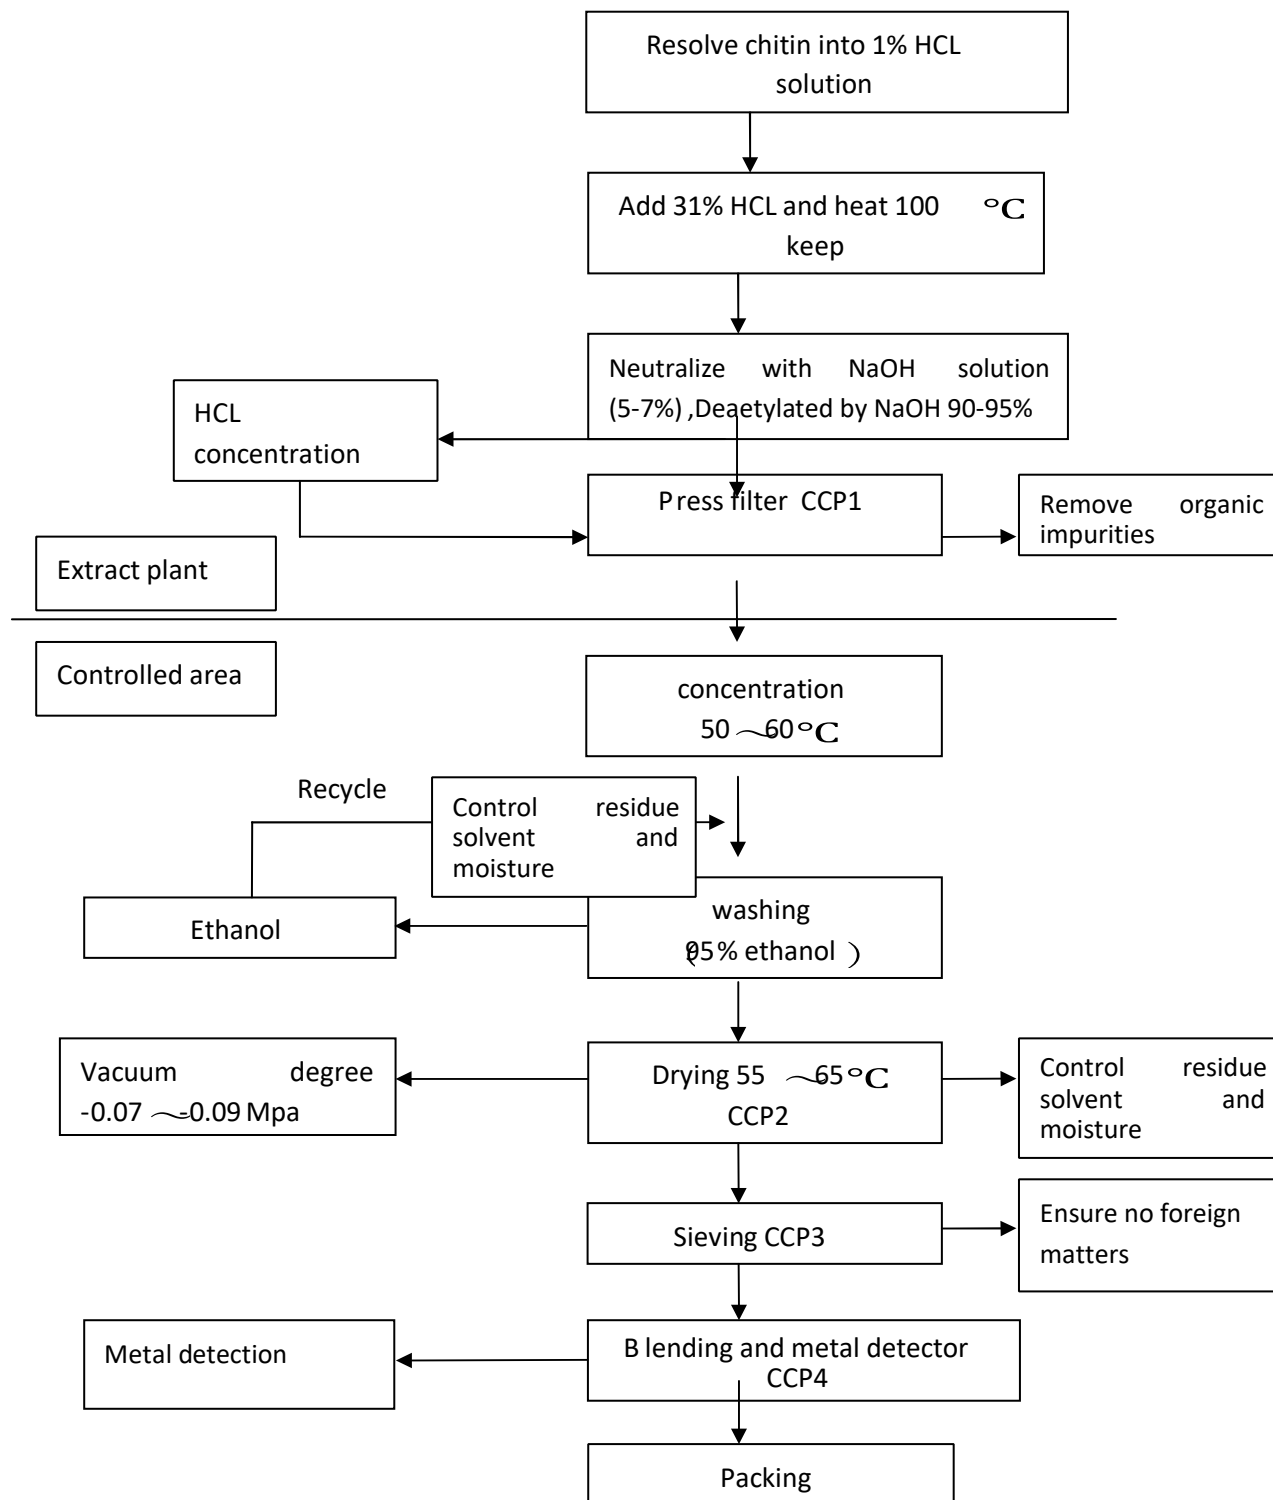 Resolve chitin into 1% HCL
solution
Add 31% HCL and heat 100 °C
keep
Neutralize with NaOH solution
(5-7%) ,Deaetylated by NaOH 90-95%
HCL
concentration
Press filter CCP1
Remove organic
impurities
Extract plant
Controlled area
concentration
50 ~60°C
Recycle
Control residue
solvent and
moisture
Ethanol
washing
(95% ethanol )
Vacuum degree
-0.07 ~-0.09 Mpa
Drying 55 ~65°C
CCP2
Control residue
solvent and
moisture
Sieving CCP3
Ensure no foreign
matters
Metal detection
B lending and metal detector
CCP4
Packing